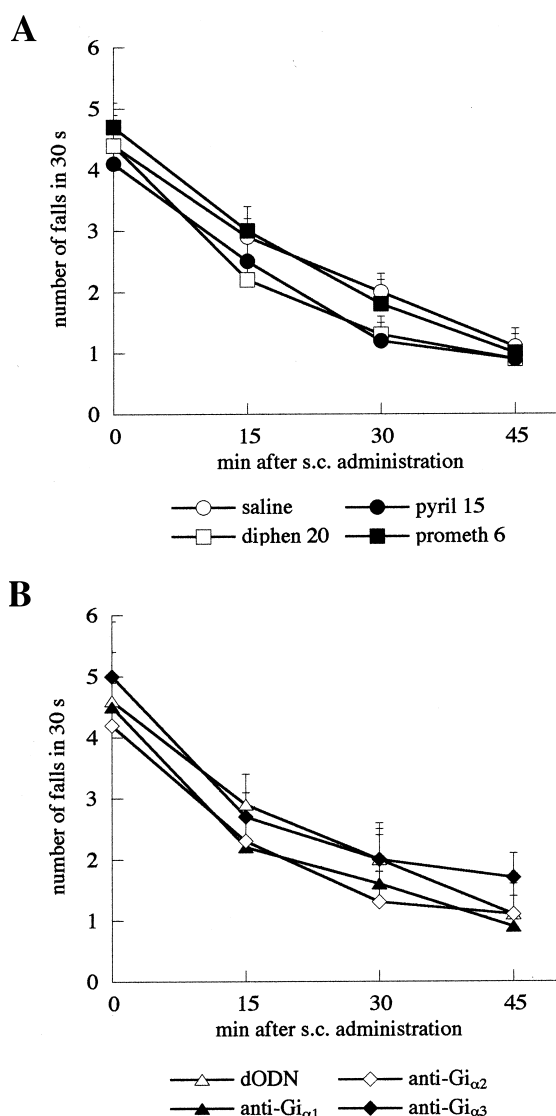 A
number of falls in 30 s
6
5
4
3
2
1
0
0 15 30 45
min after s.c. administration
saline pyril 15
diphen 20 prometh 6
B
number of falls in 30 s
6
5
4
3
2
1
0
0 15 30 45
min after s.c. administration
dODN anti-Giα2
anti-Giα1 anti-Giα3